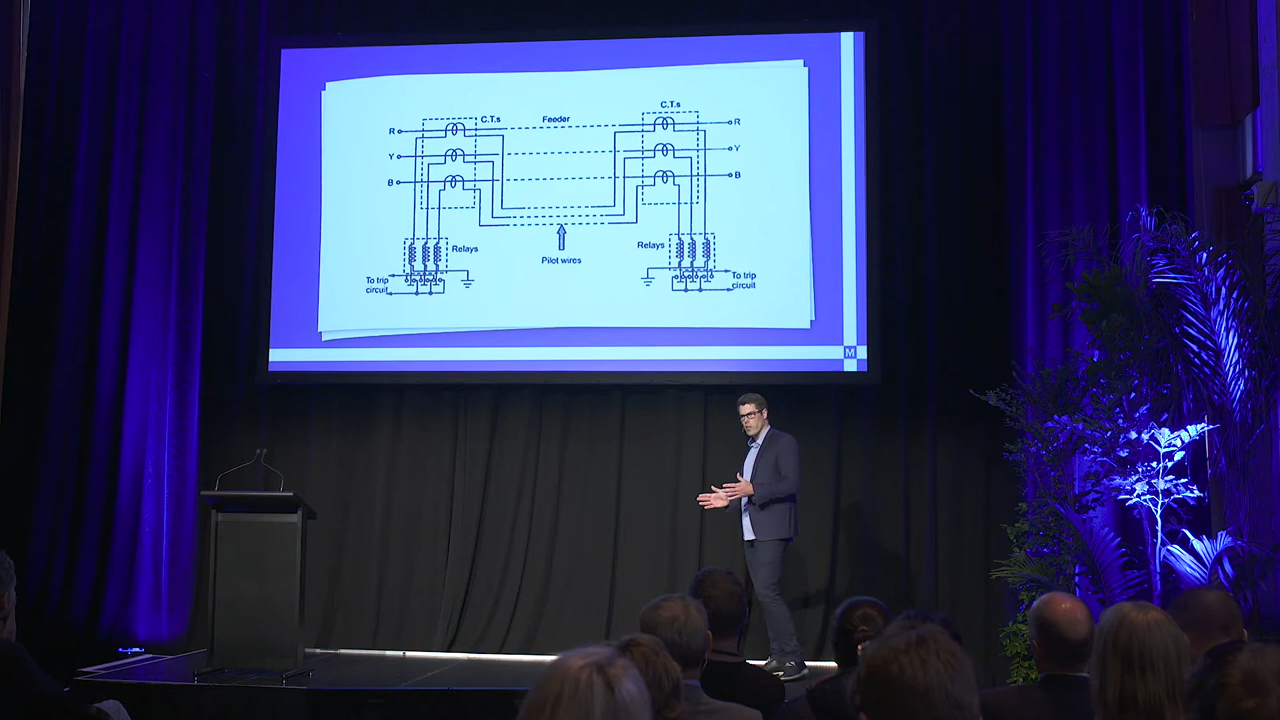 C.T.s
C.T.s
Feeder
R
R
Y
Y
B
B
Relays
Relays
Pilot wires
To trip
circuit
To trip
circuit
M